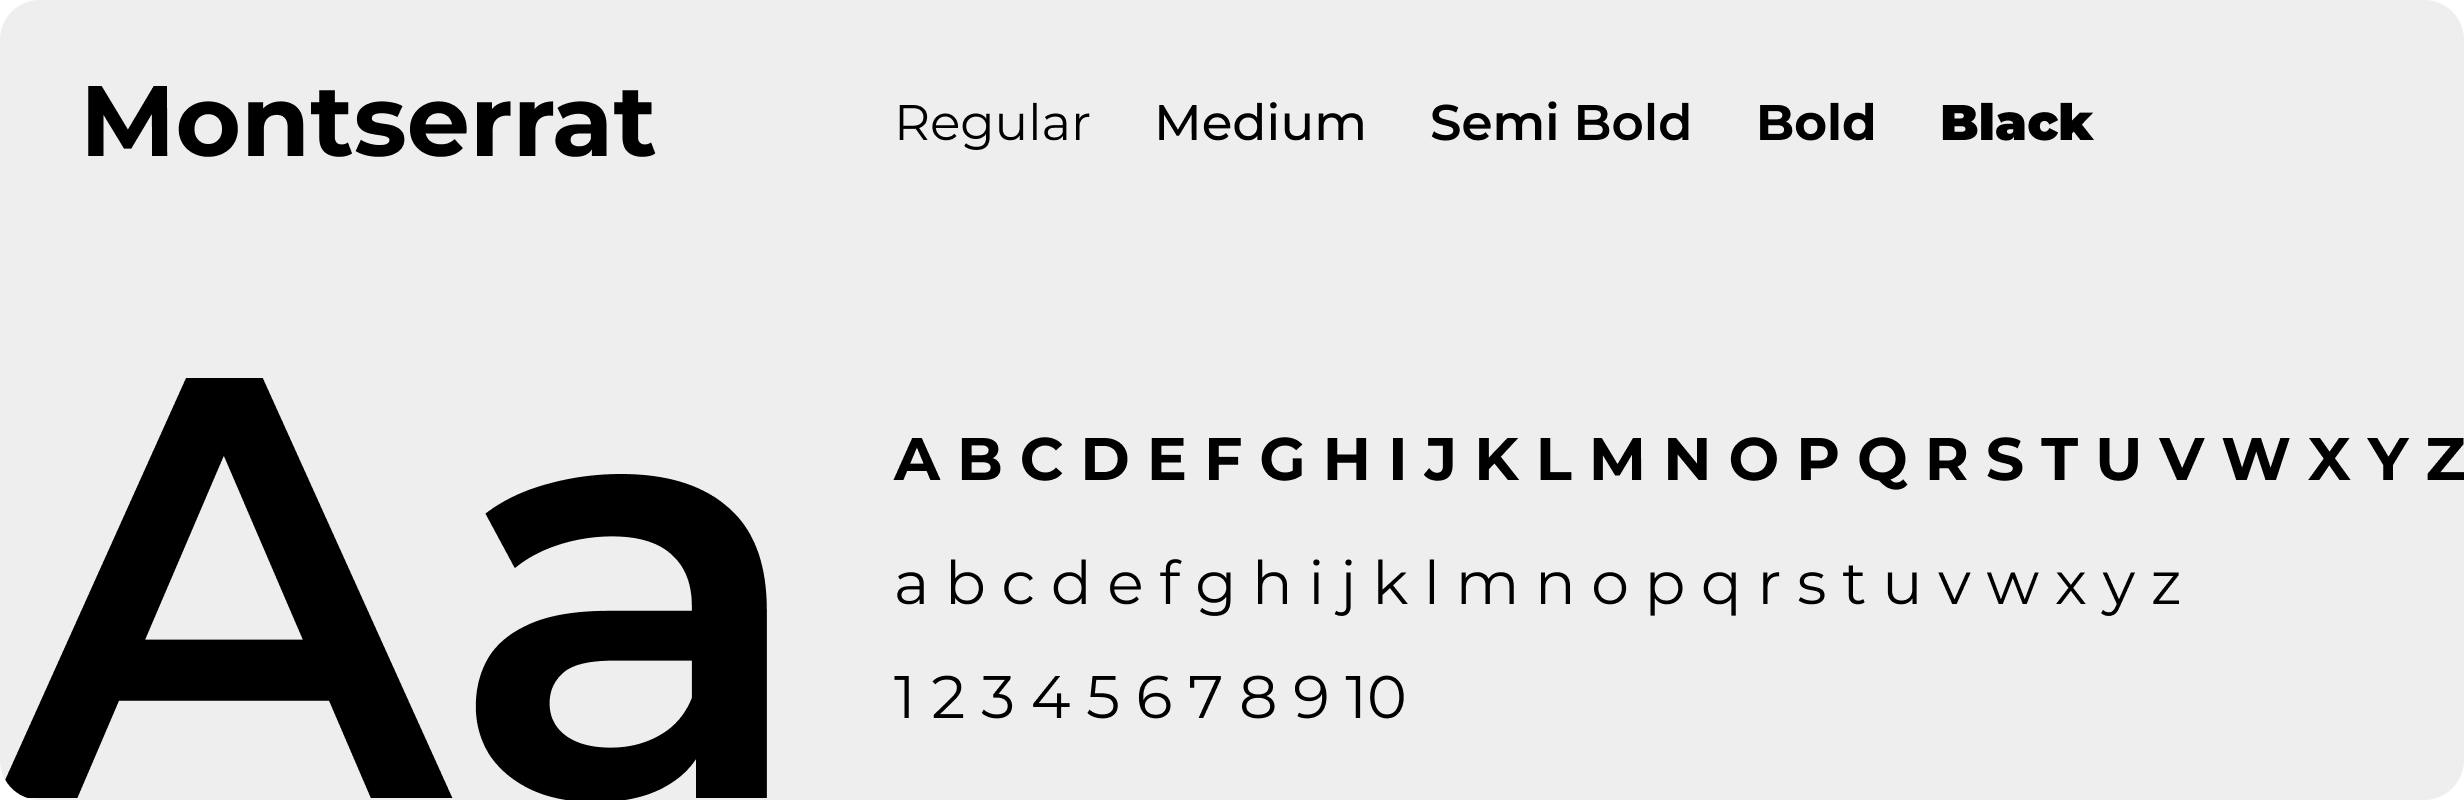 Montserrat
Regular Medium Semi Bold Bold Black
Aa
A B C D E F G H I J K L M N O P Q R S T U V W X Y Z
a b c d e f g h i j k l m n o p q r s t u v w x y z
1 2 3 4 5 6 7 8 9 10